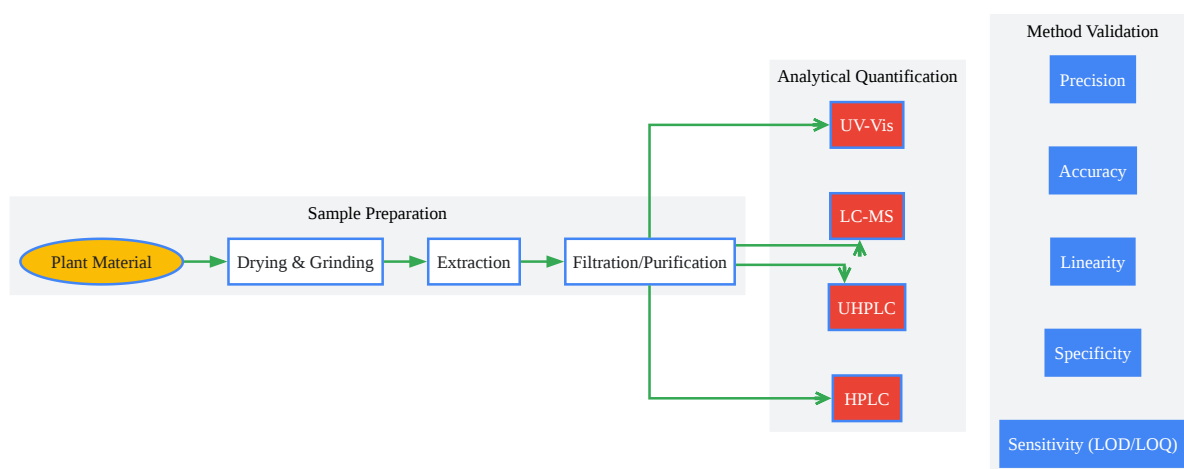 Sample Preparation
Plant Material
Drying & Grinding
Extraction
Filtration/Purification
Analytical Quantification
UV-Vis
LC-MS
UHPLC
HPLC
Method Validation
Precision
Accuracy
Linearity
Specificity
Sensitivity (LOD/LOQ)